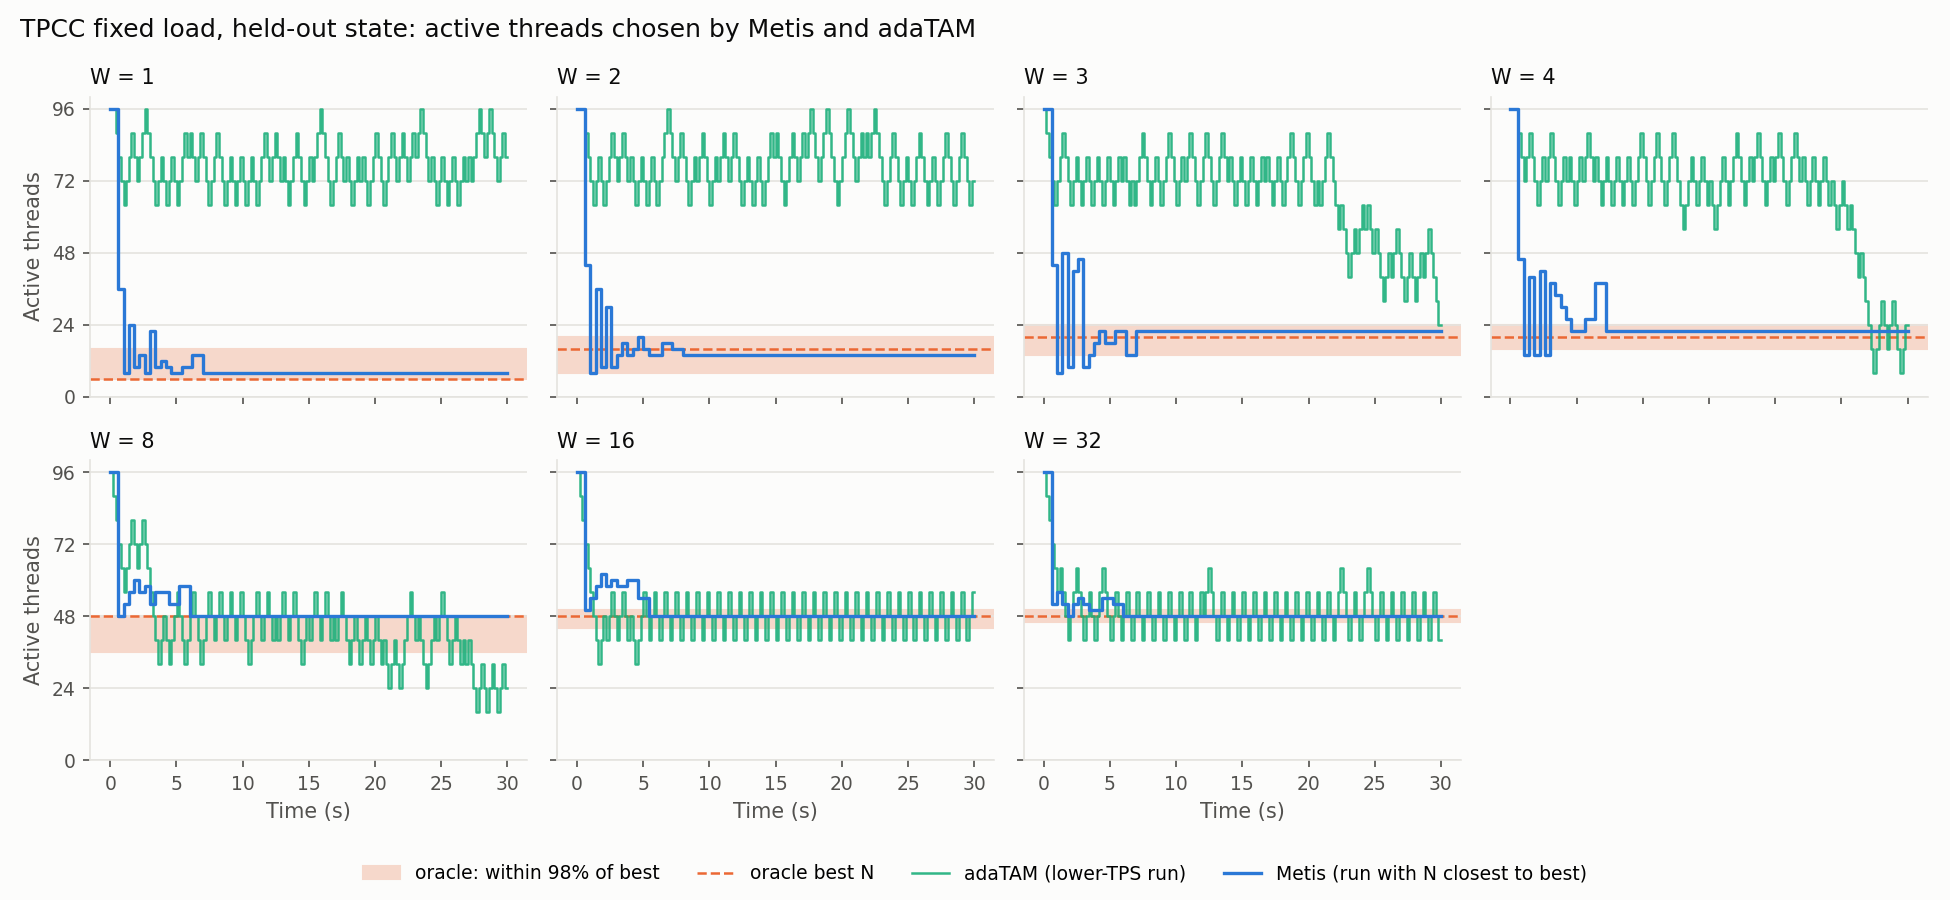 TPCC fixed load, held-out state: active threads chosen by Metis and adaTAM
W = 1
W = 2
W = 3
W = 4
96
72
48
24
0
Active threads
W = 8
W = 16
W = 32
96
72
48
24
0
Active threads
0 5 10 15 20 25 30
0 5 10 15 20 25 30
0 5 10 15 20 25 30
Time (s)
Time (s)
Time (s)
oracle: within 98% of best
oracle best N
adaTAM (lower-TPS run)
Metis (run with N closest to best)